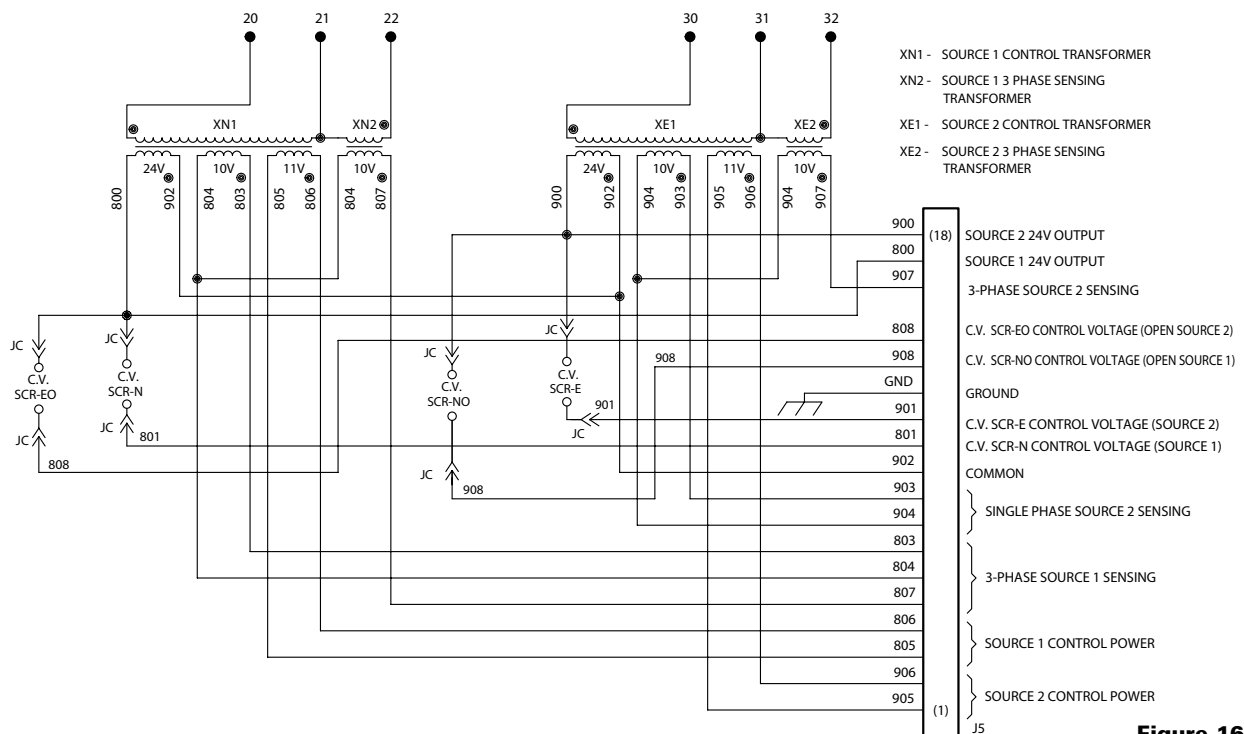 20 21 22 30 31 32
XN1 - SOURCE 1 CONTROL TRANSFORMER
XN2 - SOURCE 1 3 PHASE SENSING
TRANSFORMER
XE1 - SOURCE 2 CONTROL TRANSFORMER
XE2 - SOURCE 2 3 PHASE SENSING
TRANSFORMER
XN1 XN2 XE1 XE2
24V 10V 11V 10V 24V 10V 11V 10V
800 902 804 803 805 806 804 807 900 902 904 903 905 906 904 907
900 (18) SOURCE 2 24V OUTPUT
800 SOURCE 1 24V OUTPUT
907 3-PHASE SOURCE 2 SENSING
808 C.V. SCR-EO CONTROL VOLTAGE (OPEN SOURCE 2)
908 908 C.V. SCR-NO CONTROL VOLTAGE (OPEN SOURCE 1)
GND GROUND
901 C.V. SCR-E CONTROL VOLTAGE (SOURCE 2)
801 C.V. SCR-N CONTROL VOLTAGE (SOURCE 1)
902 COMMON
903
904 SINGLE PHASE SOURCE 2 SENSING
803
804 3-PHASE SOURCE 1 SENSING
807
806
805 SOURCE 1 CONTROL POWER
906
905 SOURCE 2 CONTROL POWER
(1)
J5
JC
C.V.
SCR-EO
JC
808
JC
C.V.
SCR-N
JC
801
JC
C.V.
SCR-NO
JC
908
JC
C.V.
SCR-E
901
JC
Figure 16